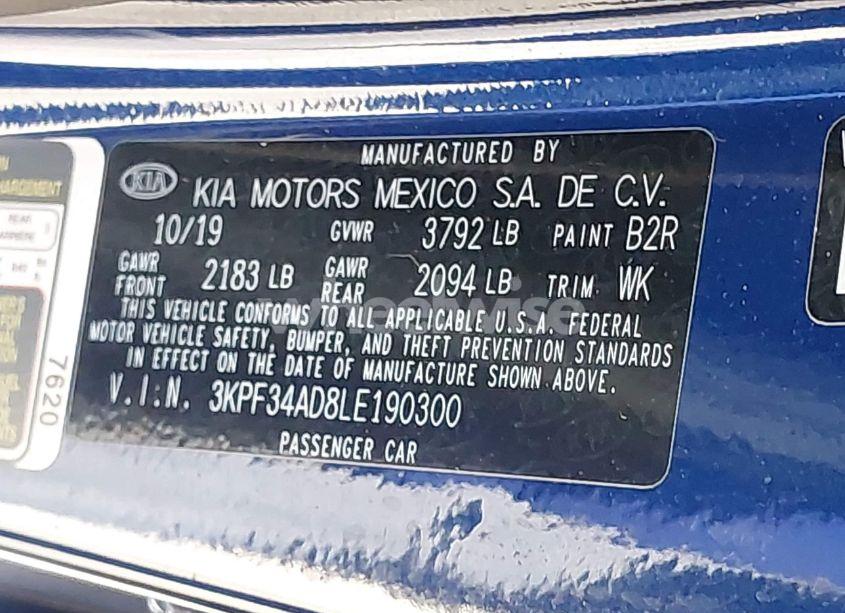 MANUFACTURED BY
KIA KIA MOTORS MEXICO S.A. DE C.V.
10/19 GVWR 3792 LB PAINT B2R
GAWR FRONT 2183 LB GAWR REAR 2094 LB TRIM WK
THIS VEHICLE CONFORMS TO ALL APPLICABLE U.S.A. FEDERAL
MOTOR VEHICLE SAFETY, BUMPER, AND THEFT PREVENTION STANDARDS
IN EFFECT ON THE DATE OF MANUFACTURE SHOWN ABOVE.
V.I.N. 3KPF34AD8LE190300
PASSENGER CAR
7620
wheelwise